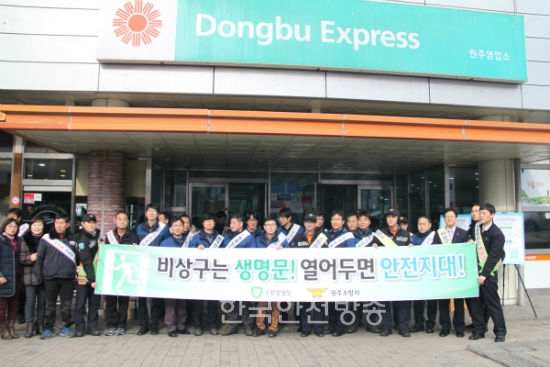 Dongbu Express
원주영업소
비상구는 생명문! 열어두면 안전지대!
원주소방서
한국안전방송